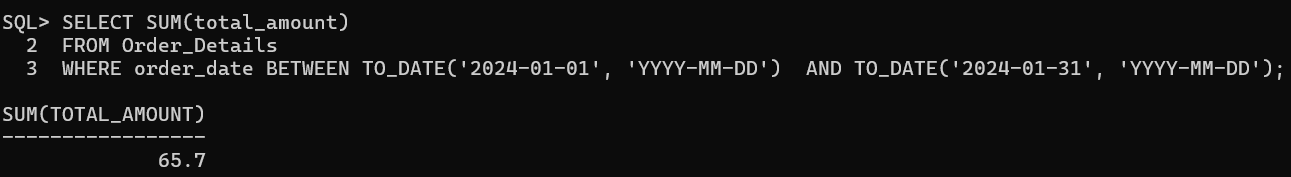 SQL> SELECT SUM(total_amount)
  2  FROM Order_Details
  3  WHERE order_date BETWEEN TO_DATE('2024-01-01', 'YYYY-MM-DD')  AND TO_DATE('2024-01-31', 'YYYY-MM-DD');
SUM(TOTAL_AMOUNT)
-----------------
             65.7